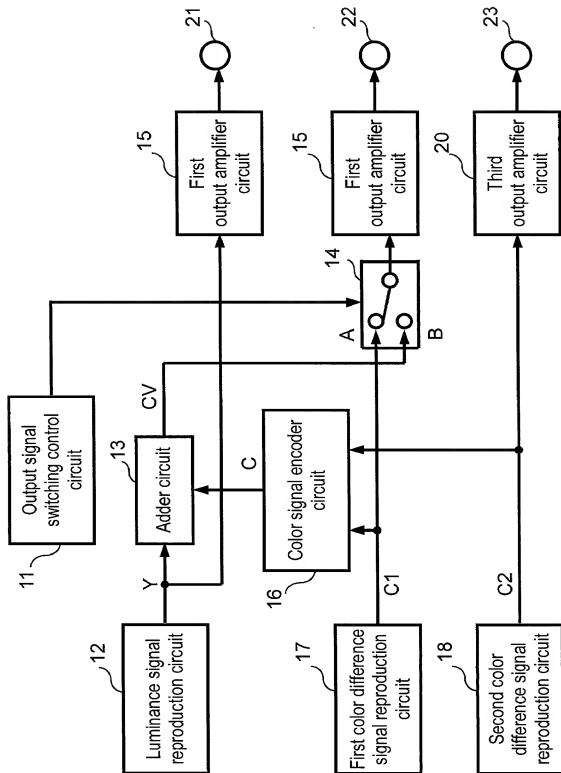 Output signal
switching control
circuit
11
12
Luminance signal
reproduction circuit
Y
13
Adder circuit
CV
C
Color signal encoder
circuit
16
17
First color difference
signal reproduction
circuit
C1
18
Second color
difference signal
reproduction circuit
C2
14
A
B
15
First
output amplifier
circuit
21
15
First
output amplifier
circuit
22
20
Third
output amplifier
circuit
23